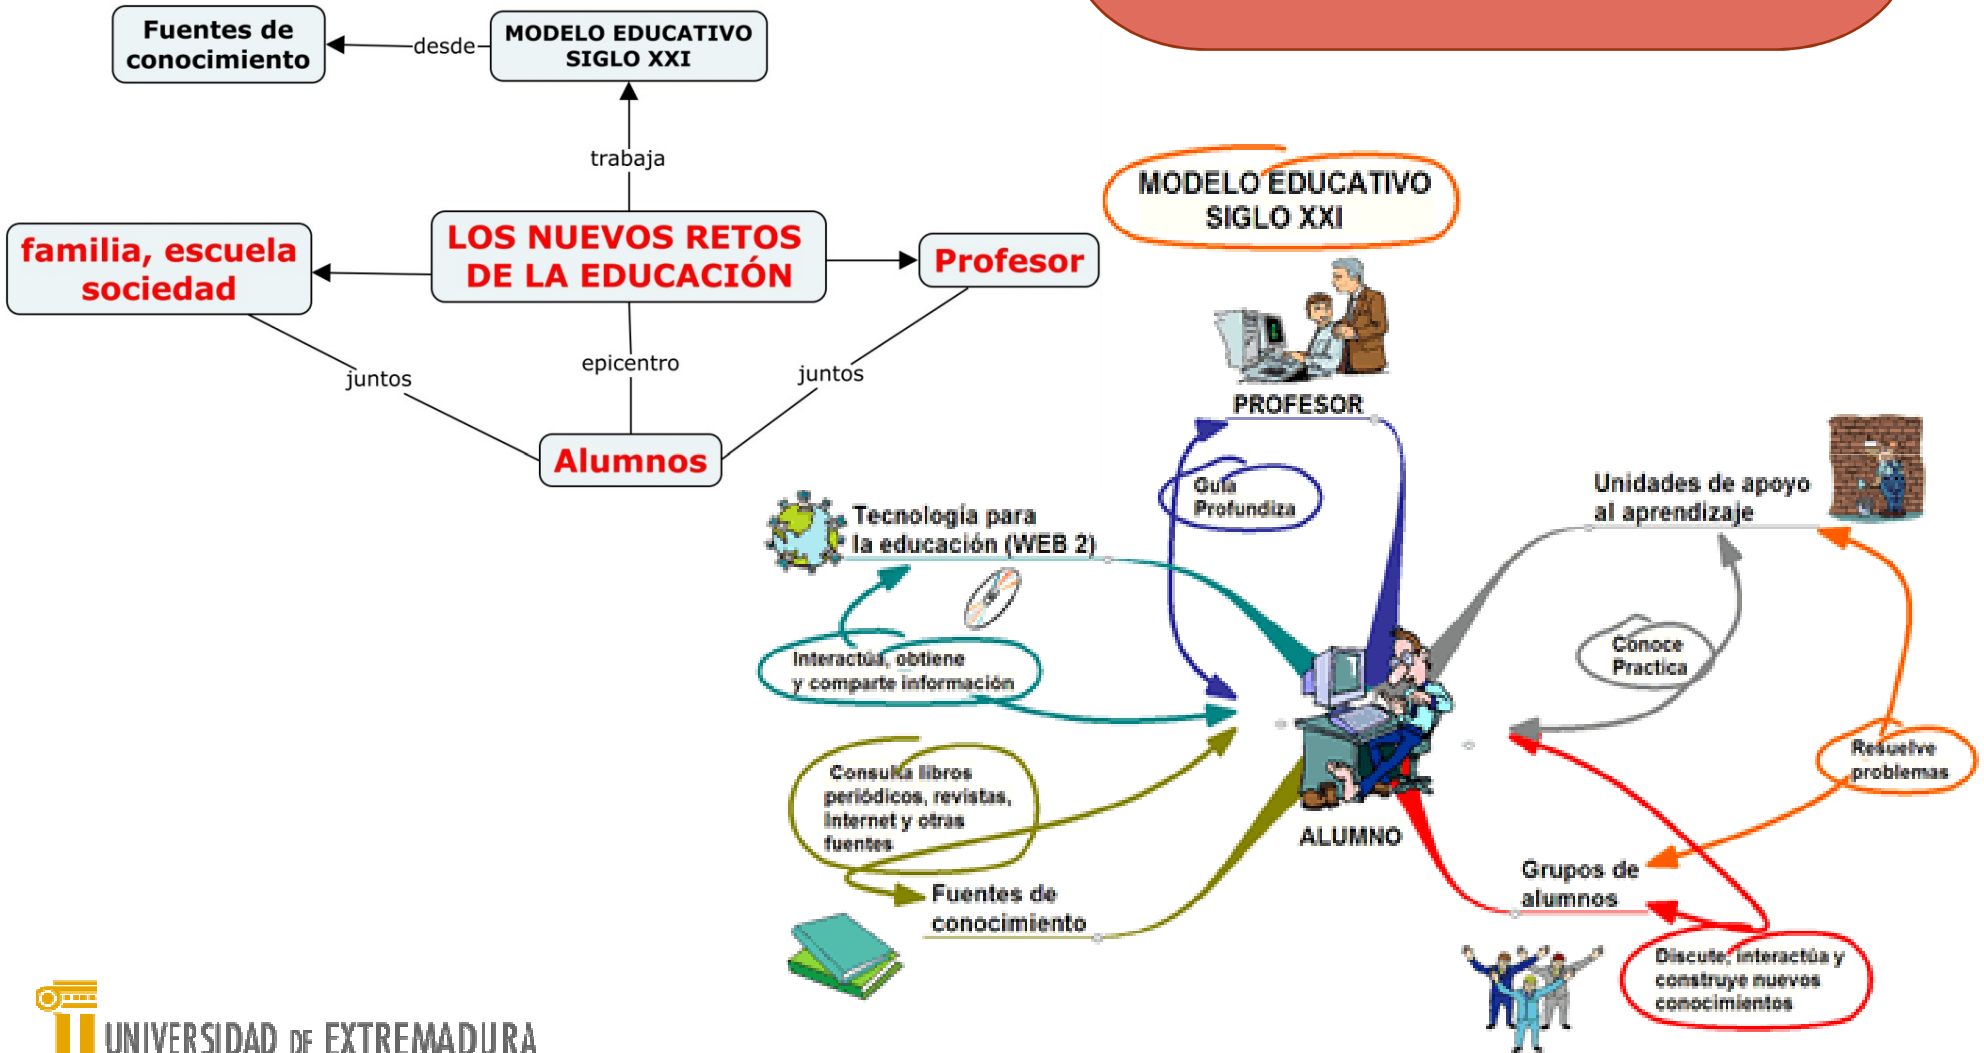 Fuentes de
conocimiento
desde
MODELO EDUCATIVO
SIGLO XXI
trabaja
LOS NUEVOS RETOS
DE LA EDUCACIÓN
familia, escuela
sociedad
Profesor
juntos
epicentro
juntos
Alumnos
MODELO EDUCATIVO
SIGLO XXI
PROFESOR
Guía
Profundiza
Unidades de apoyo
al aprendizaje
Tecnología para
la educación (WEB 2)
Interactúa, obtiene
y comparte información
Conoce
Practica
Resuelve
problemas
Consulta libros
periódicos, revistas,
Internet y otras
fuentes
ALUMNO
Fuentes de
conocimiento
Grupos de
alumnos
Discute, interactúa y
construye nuevos
conocimientos
UNIVERSIDAD DE EXTREMADURA